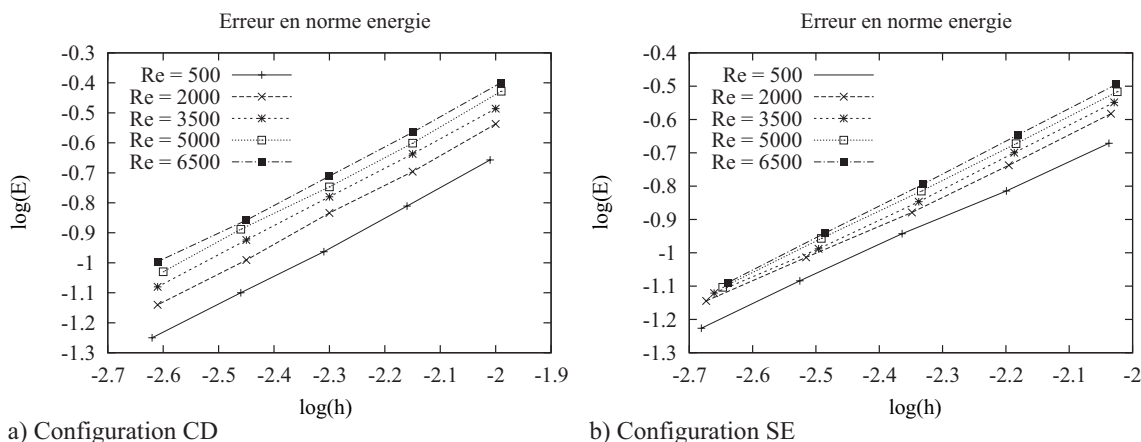 Erreur en norme energie
-0.3
-0.4
-0.5
-0.6
-0.7
-0.8
-0.9
-1
-1.1
-1.2
-1.3
log(E)
Re = 500
Re = 2000
Re = 3500
Re = 5000
Re = 6500
-2.7 -2.6 -2.5 -2.4 -2.3 -2.2 -2.1 -2 -1.9
log(h)
a) Configuration CD
Erreur en norme energie
-0.4
-0.5
-0.6
-0.7
-0.8
-0.9
-1
-1.1
-1.2
-1.3
log(E)
Re = 500
Re = 2000
Re = 3500
Re = 5000
Re = 6500
-2.7 -2.6 -2.5 -2.4 -2.3 -2.2 -2.1 -2
log(h)
b) Configuration SE